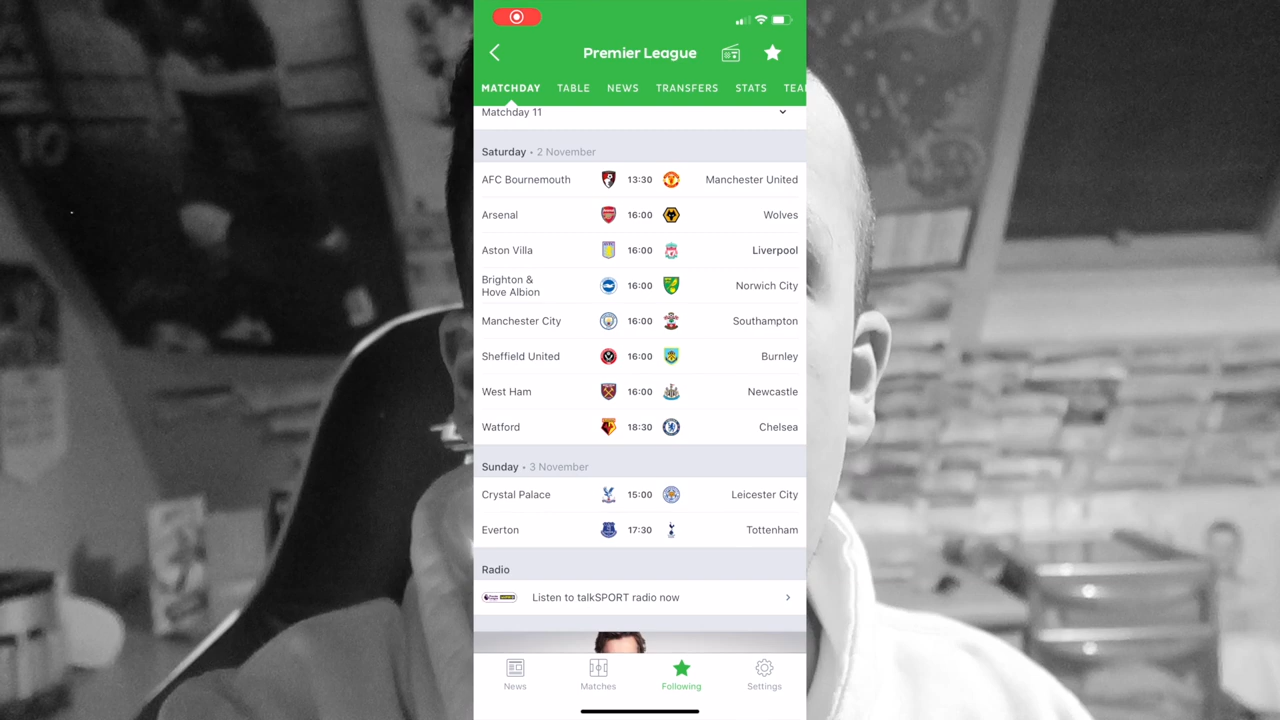 Premier League
MATCHDAY TABLE NEWS TRANSFERS STATS TEA
Matchday 11
Saturday • 2 November
AFC Bournemouth 13:30 Manchester United
Arsenal 16:00 Wolves
Aston Villa 16:00 Liverpool
Brighton &
Hove Albion 16:00 Norwich City
Manchester City 16:00 Southampton
Sheffield United 16:00 Burnley
West Ham 16:00 Newcastle
Watford 18:30 Chelsea
Sunday • 3 November
Crystal Palace 15:00 Leicester City
Everton 17:30 Tottenham
Radio
Listen to talkSPORT radio now
News Matches Following Settings
10